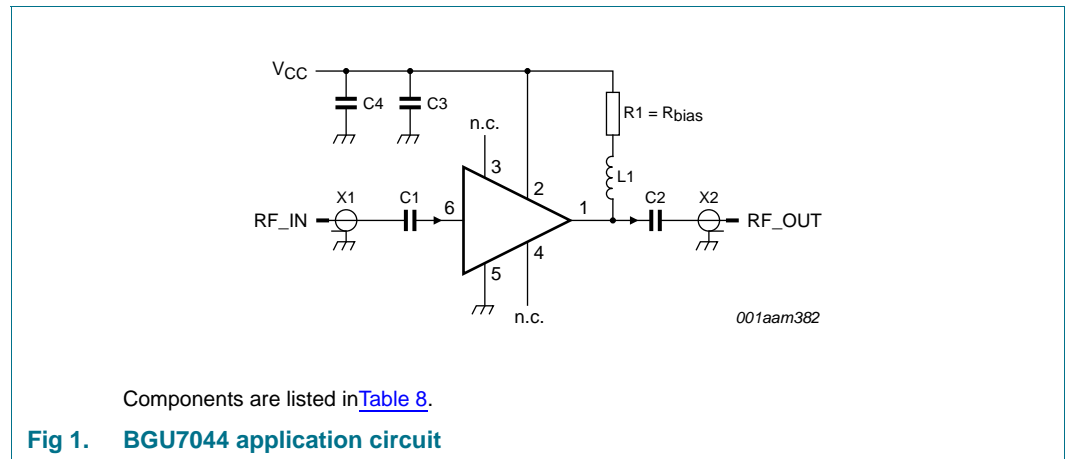 VCC
C4
C3
R1 = Rbias
n.c.
3
L1
2
X1
C1
6
1
C2
X2
RF_IN
RF_OUT
4
5
n.c.
001aam382
Components are listed inTable 8.
Fig 1. BGU7044 application circuit